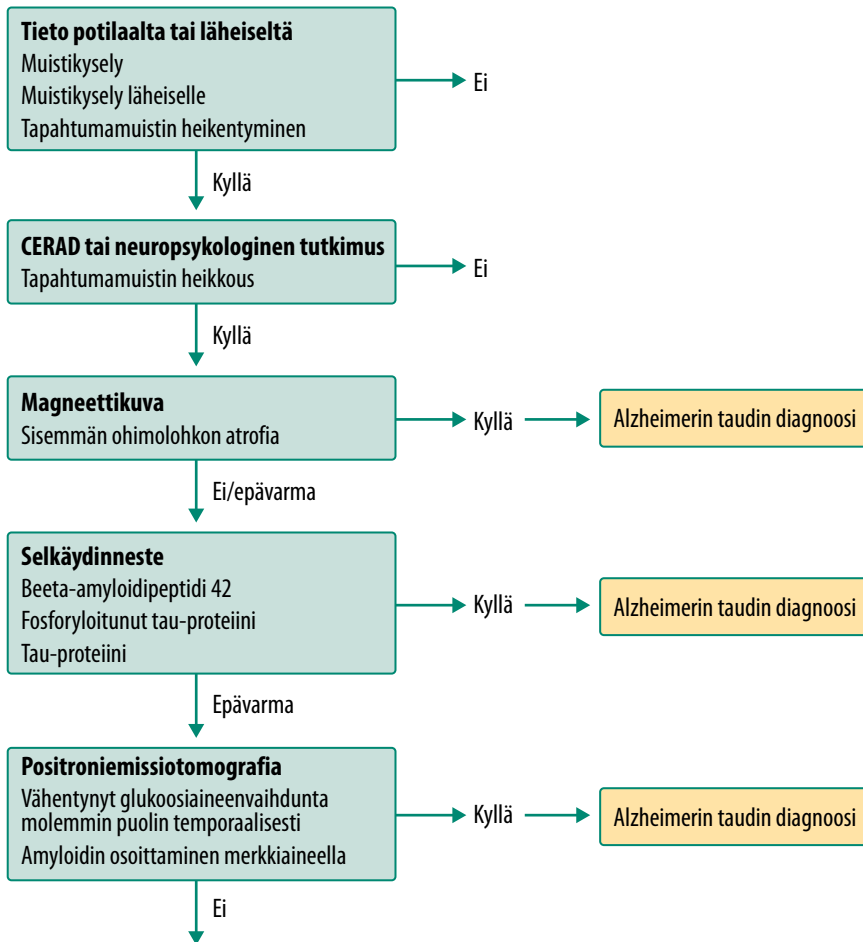 Tieto potilaalta tai läheiseltä
Muistikysely
Muistikysely läheiselle
Tapahtumamuistin heikentyminen
Ei
Kyllä
CERAD tai neuropsykologinen tutkimus
Tapahtumamuistin heikkous
Ei
Kyllä
Magneettikuva
Sisemmän ohimolohkon atrofia
Kyllä
Alzheimerin taudin diagnoosi
Ei/epävarma
Selkäydinneste
Beeta-amyloidipeptidi 42
Fosforyloitunut tau-proteiini
Tau-proteiini
Kyllä
Alzheimerin taudin diagnoosi
Epävarma
Positroniemissiotomografia
Vähentynyt glukoosiaineenvaihdunta
molemmin puolin temporaalisesti
Amyloidin osoittaminen merkkiaineella
Kyllä
Alzheimerin taudin diagnoosi
Ei